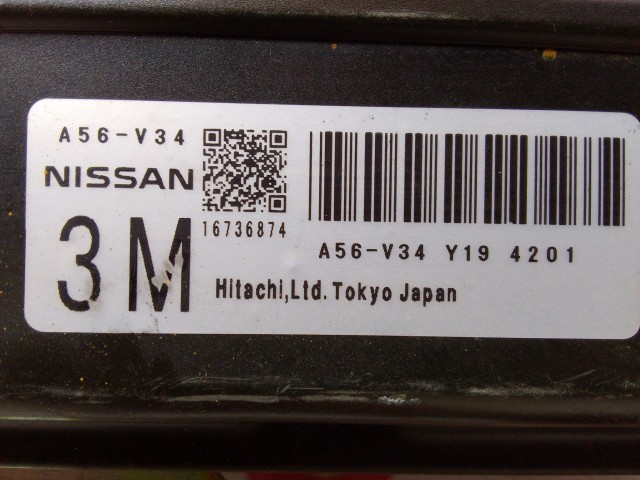 A56-V34
NISSAN
3M
16736874
A56-V34 Y19 4201
Hitachi,Ltd. Tokyo Japan